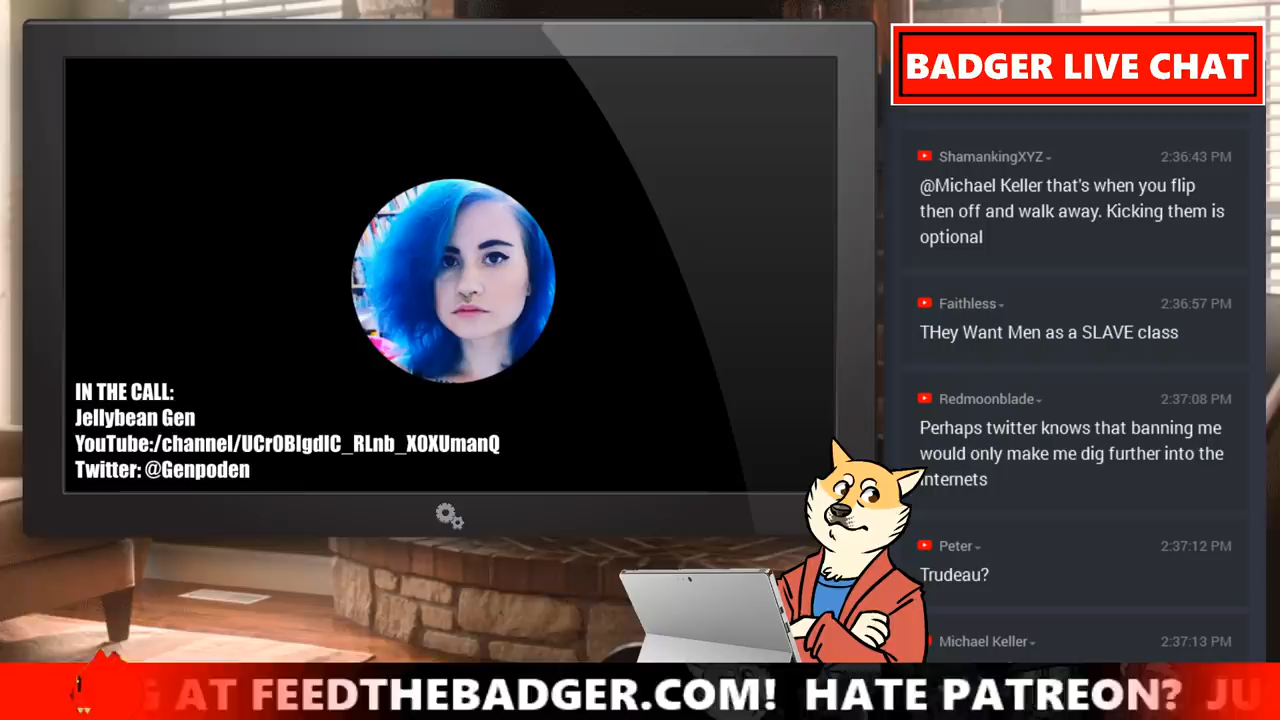 BADGER LIVE CHAT
ShamankingXYZ
2:36:43 PM
@Michael Keller that's when you flip
then off and walk away. Kicking them is
optional
Faithless
2:36:57 PM
THey Want Men as a SLAVE class
Redmoonblade
2:37:08 PM
Perhaps twitter knows that banning me
would only make me dig further into the
internets
Peter
2:37:12 PM
Trudeau?
Michael Keller
2:37:13 PM
IN THE CALL:
Jellybean Gen
YouTube:/channel/UCrOBIgdIC_RLnb_XOXUmanQ
Twitter: @Genpoden
G AT FEEDTHEBADGER.COM! HATE PATREON? JU